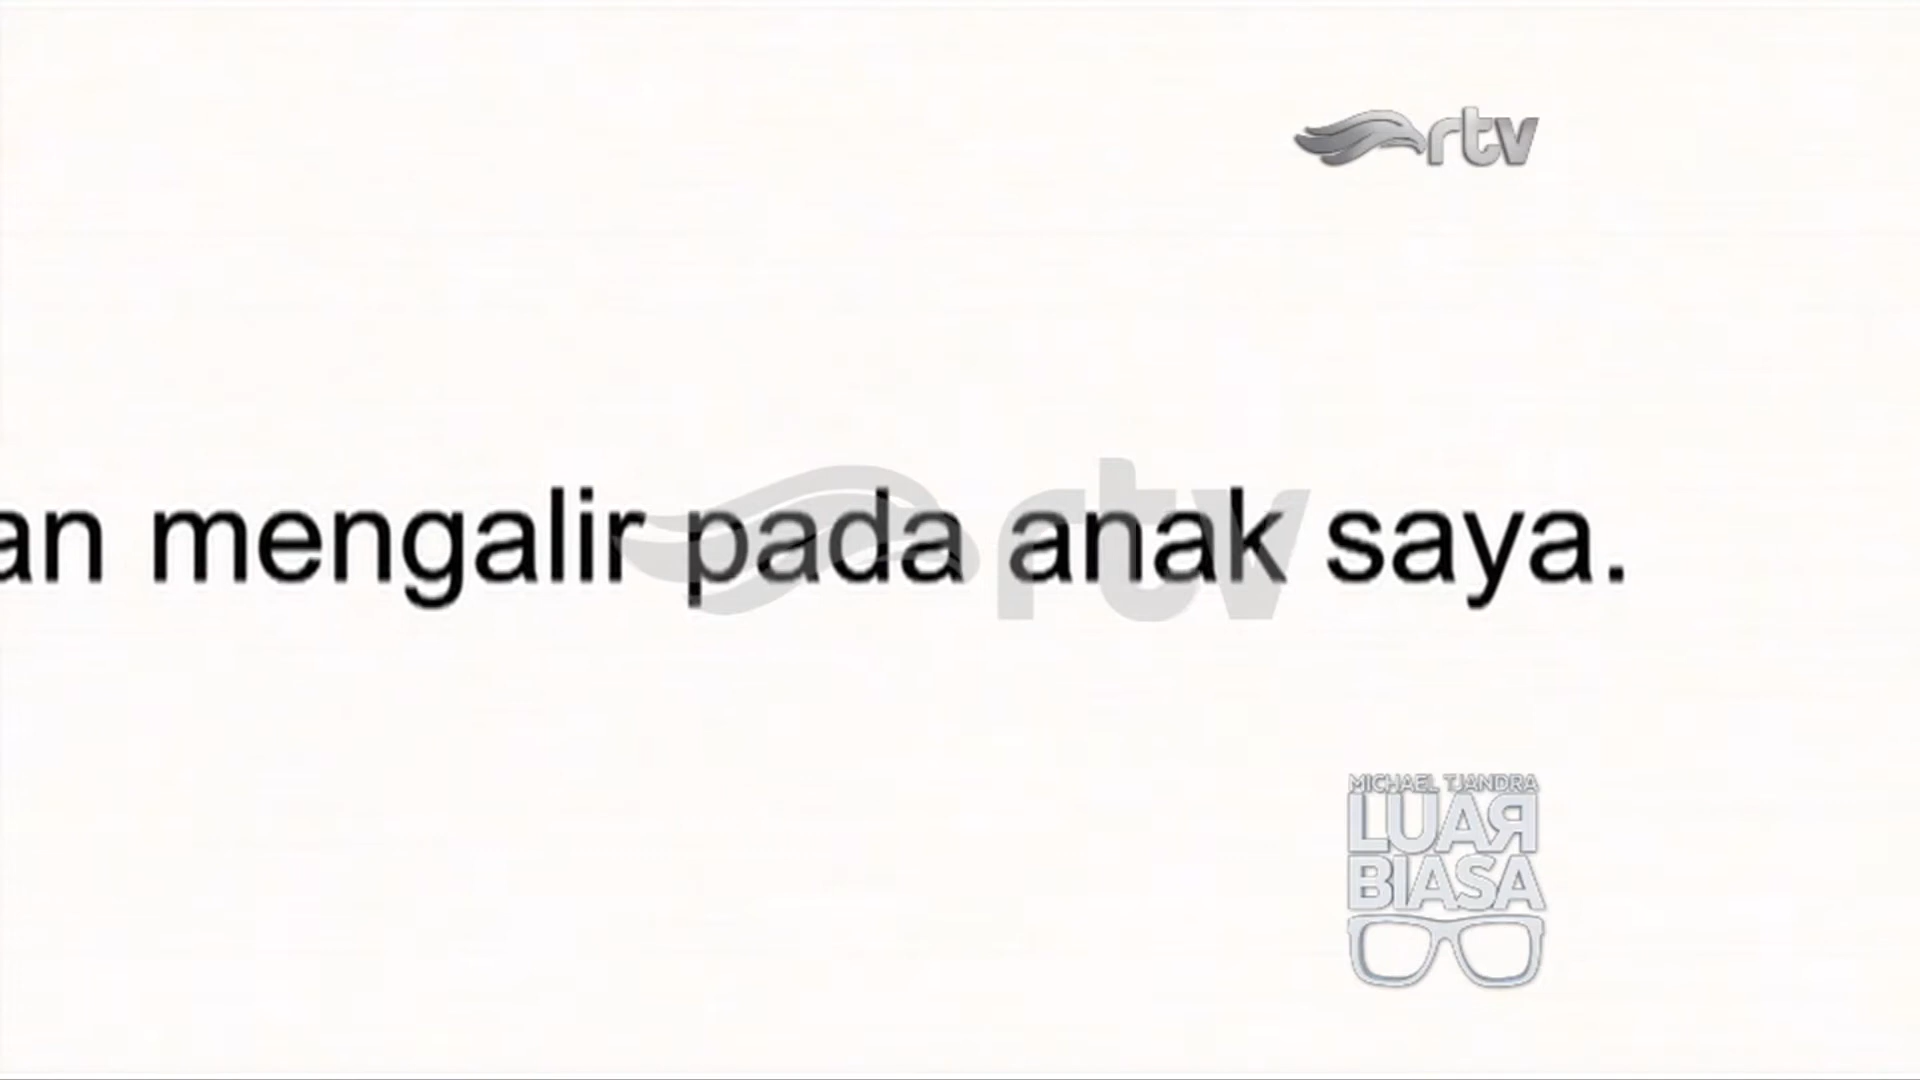 rtv
an mengalir pada anak saya.
rtv
MICHAEL TJANDRA
LUAR
BIASA